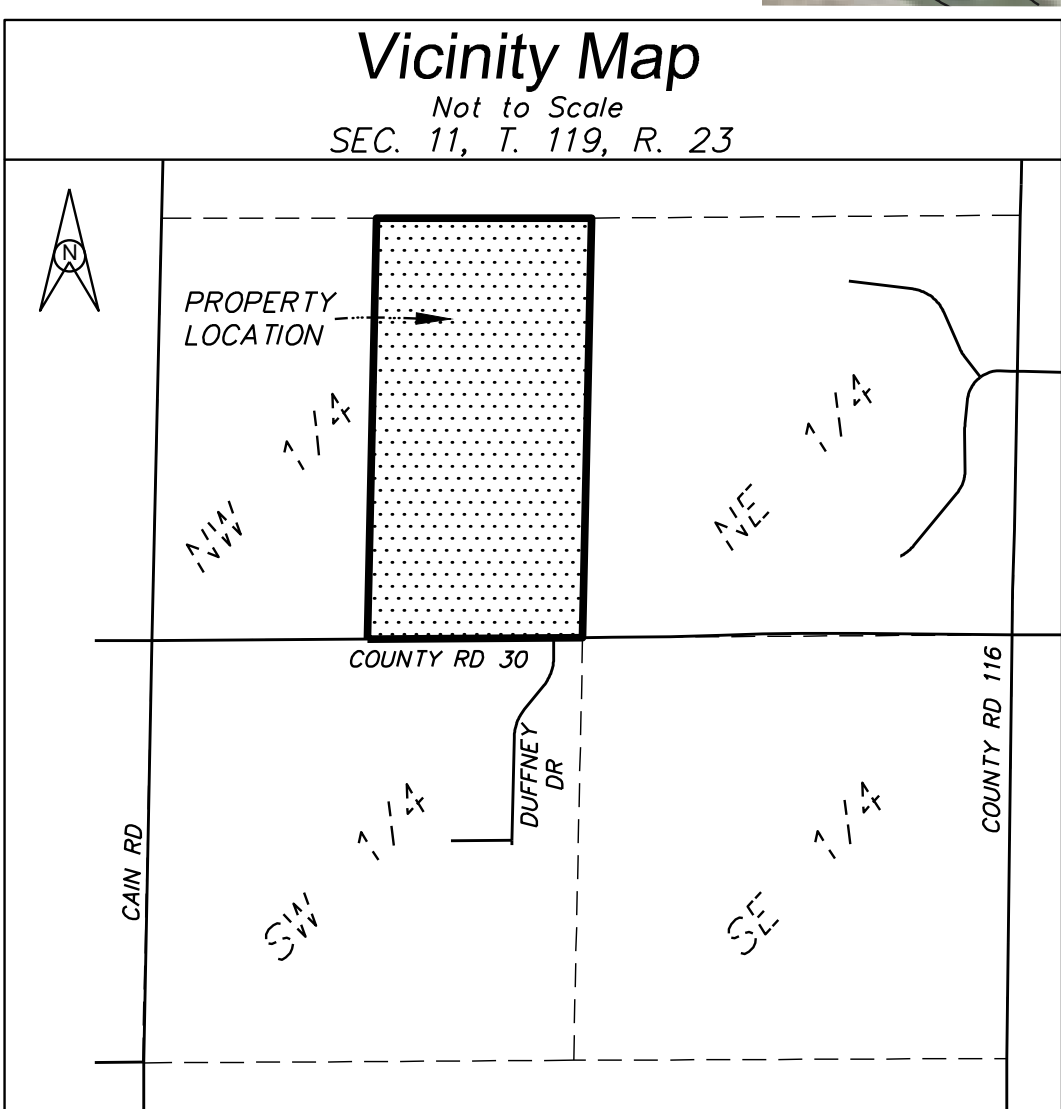 Vicinity Map
Not to Scale
SEC. 11, T. 119, R. 23
N
PROPERTY
LOCATION
NW 1/4
NE 1/4
COUNTY RD 30
COUNTY RD 116
DUFFNEY
DR
CAIN RD
SW 1/4
SE 1/4